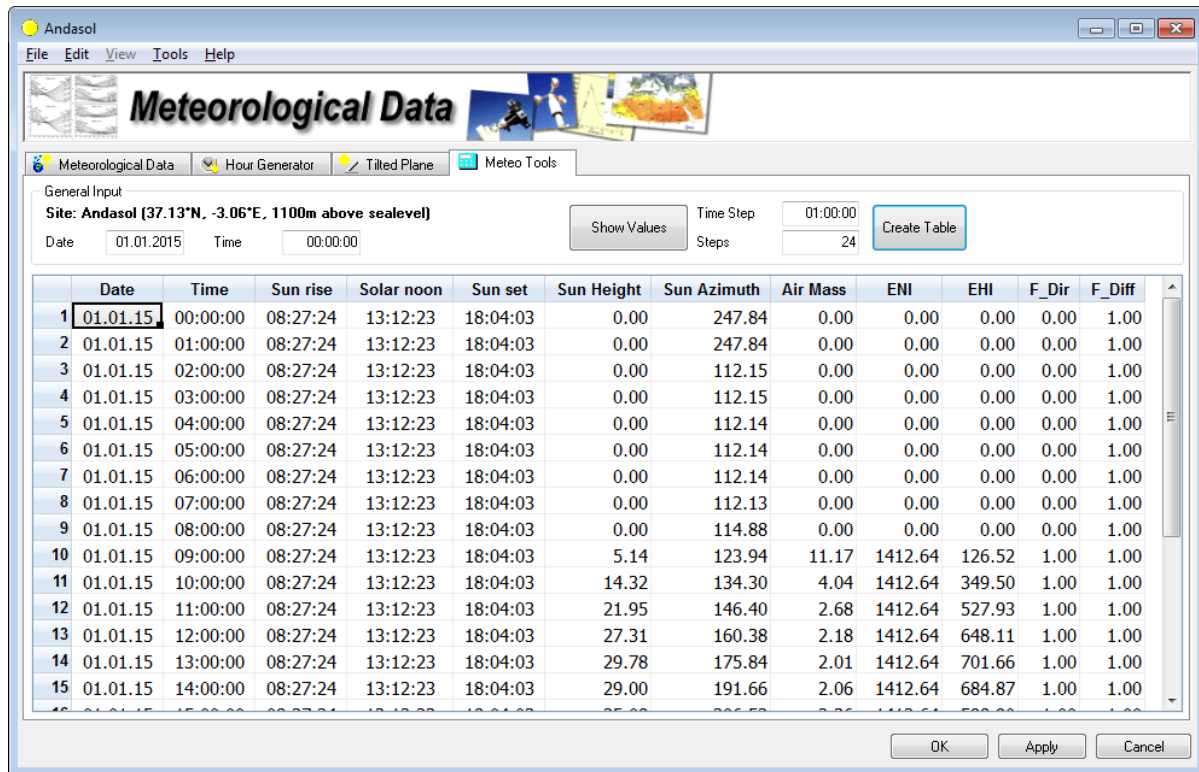 Andasol
File Edit View Tools Help
Meteorological Data
Meteorological Data Hour Generator Tilted Plane Meteo Tools
General Input
Site: Andasol (37.13°N, -3.06°E, 1100m above sealevel)
Date 01.01.2015 Time 00:00:00 Show Values Time Step 01:00:00 Steps 24 Create Table
Date Time Sun rise Solar noon Sun set Sun Height Sun Azimuth Air Mass ENI EHI F_Dir F_Diff
1 01.01.15 00:00:00 08:27:24 13:12:23 18:04:03 0.00 247.84 0.00 0.00 0.00 0.00 1.00
2 01.01.15 01:00:00 08:27:24 13:12:23 18:04:03 0.00 247.84 0.00 0.00 0.00 0.00 1.00
3 01.01.15 02:00:00 08:27:24 13:12:23 18:04:03 0.00 112.15 0.00 0.00 0.00 0.00 1.00
4 01.01.15 03:00:00 08:27:24 13:12:23 18:04:03 0.00 112.15 0.00 0.00 0.00 0.00 1.00
5 01.01.15 04:00:00 08:27:24 13:12:23 18:04:03 0.00 112.14 0.00 0.00 0.00 0.00 1.00
6 01.01.15 05:00:00 08:27:24 13:12:23 18:04:03 0.00 112.14 0.00 0.00 0.00 0.00 1.00
7 01.01.15 06:00:00 08:27:24 13:12:23 18:04:03 0.00 112.14 0.00 0.00 0.00 0.00 1.00
8 01.01.15 07:00:00 08:27:24 13:12:23 18:04:03 0.00 112.13 0.00 0.00 0.00 0.00 1.00
9 01.01.15 08:00:00 08:27:24 13:12:23 18:04:03 0.00 114.88 0.00 0.00 0.00 0.00 1.00
10 01.01.15 09:00:00 08:27:24 13:12:23 18:04:03 5.14 123.94 11.17 1412.64 126.52 1.00 1.00
11 01.01.15 10:00:00 08:27:24 13:12:23 18:04:03 14.32 134.30 4.04 1412.64 349.50 1.00 1.00
12 01.01.15 11:00:00 08:27:24 13:12:23 18:04:03 21.95 146.40 2.68 1412.64 527.93 1.00 1.00
13 01.01.15 12:00:00 08:27:24 13:12:23 18:04:03 27.31 160.38 2.18 1412.64 648.11 1.00 1.00
14 01.01.15 13:00:00 08:27:24 13:12:23 18:04:03 29.78 175.84 2.01 1412.64 701.66 1.00 1.00
15 01.01.15 14:00:00 08:27:24 13:12:23 18:04:03 29.00 191.66 2.06 1412.64 684.87 1.00 1.00
OK Apply Cancel